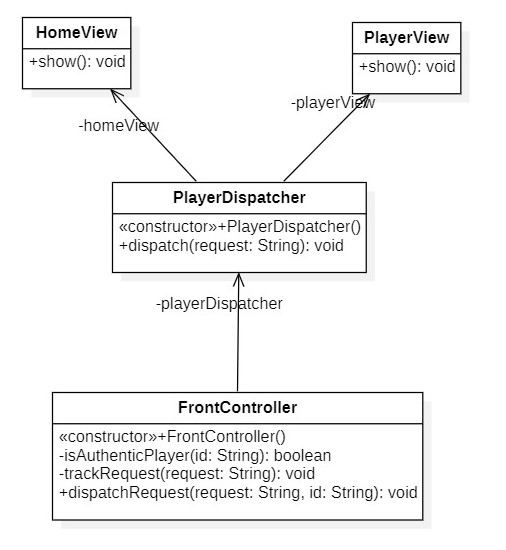 HomeView
+show(): void
PlayerView
+show(): void
-homeView
-playerView
PlayerDispatcher
«constructor»+PlayerDispatcher()
+dispatch(request: String): void
-playerDispatcher
FrontController
«constructor»+FrontController()
-isAuthenticPlayer(id: String): boolean
-trackRequest(request: String): void
+dispatchRequest(request: String, id: String): void